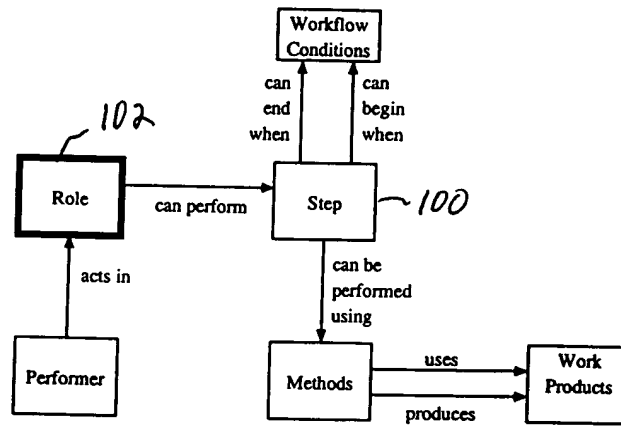 Workflow
Conditions
can
end
when
can
begin
when
102
Role
can perform
Step
100
acts in
can be
performed
using
Performer
Methods
uses
produces
Work
Products